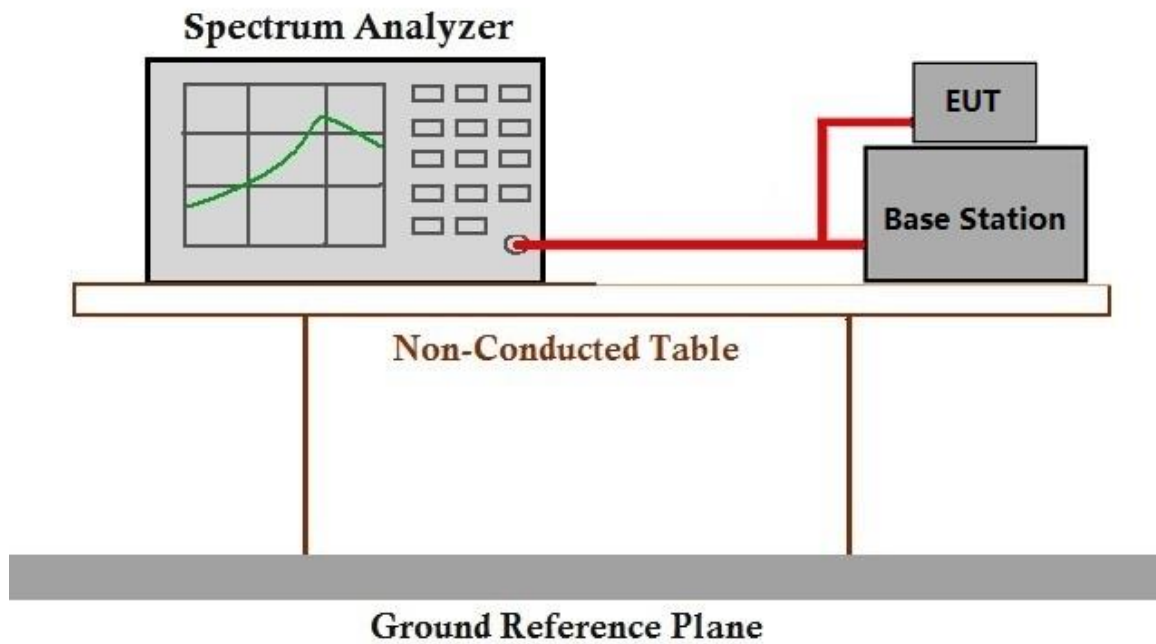 Spectrum Analyzer
EUT
Base Station
Non-Conducted Table
Ground Reference Plane